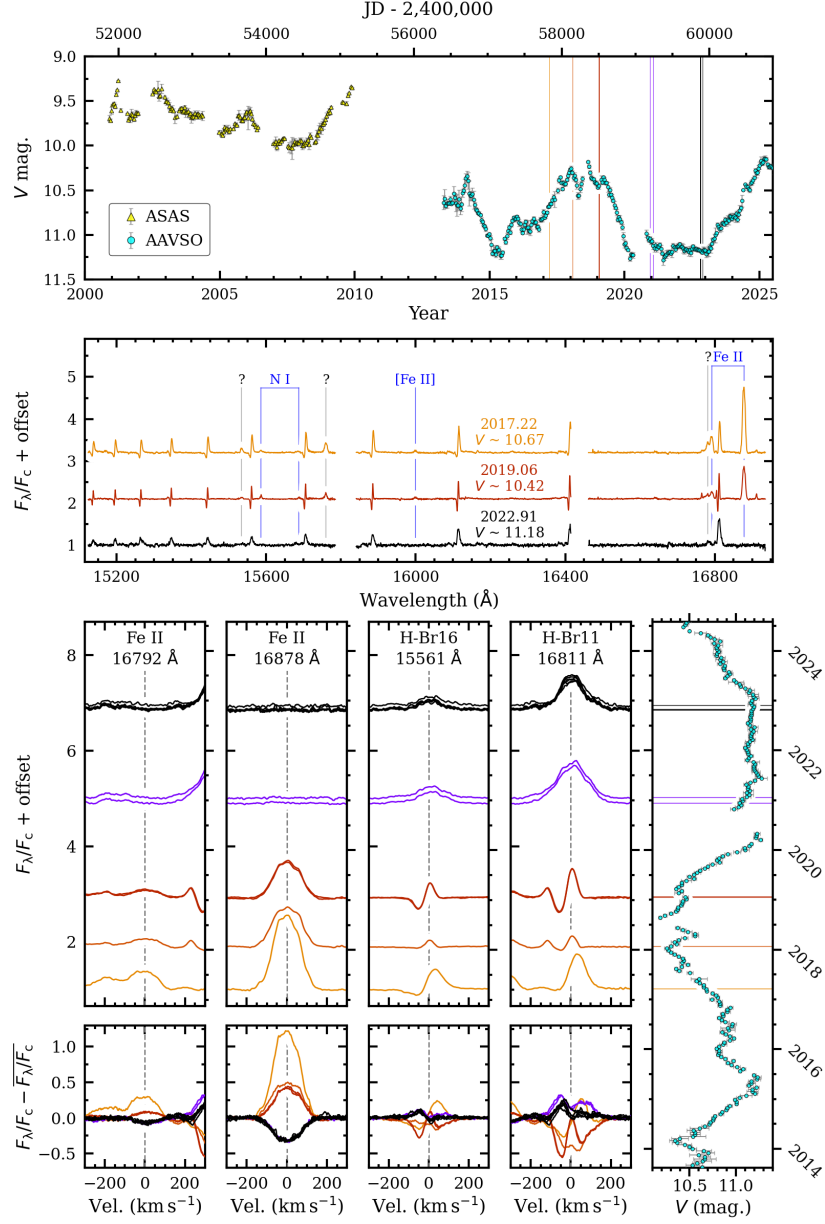 JD - 2,400,000
52000 54000 56000 58000 60000
9.0
9.5
10.0
10.5
11.0
11.5
V mag.
ASAS
AAVSO
2000 2005 2010 2015 2020 2025
Year
5
4
3
2
1
Fλ/Fc + offset
? N I ? [Fe II] ? Fe II
2017.22
V ~ 10.67
2019.06
V ~ 10.42
2022.91
V ~ 11.18
15200 15600 16000 16400 16800
Wavelength (Å)
8
6
4
2
Fλ/Fc + offset
Fe II
16792 Å
Fe II
16878 Å
H-Br16
15561 Å
H-Br11
16811 Å
2024
2022
2020
2018
2016
2014
1.0
0.5
0.0
−0.5
Fλ/Fc − F̅λ̅/Fc
−200 0 200
−200 0 200
−200 0 200
−200 0 200
10.5 11.0
Vel. (km s⁻¹)
Vel. (km s⁻¹)
Vel. (km s⁻¹)
Vel. (km s⁻¹)
V (mag.)